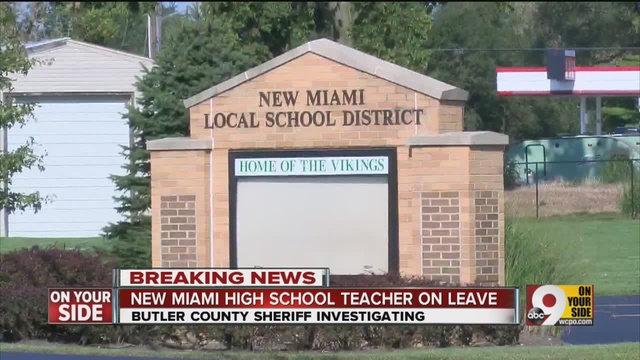 NEW MIAMI
LOCAL SCHOOL DISTRICT
HOME OF THE VIKINGS
BREAKING NEWS
ON YOUR SIDE
NEW MIAMI HIGH SCHOOL TEACHER ON LEAVE
BUTLER COUNTY SHERIFF INVESTIGATING
abc 9
ON YOUR SIDE
wcpo.com